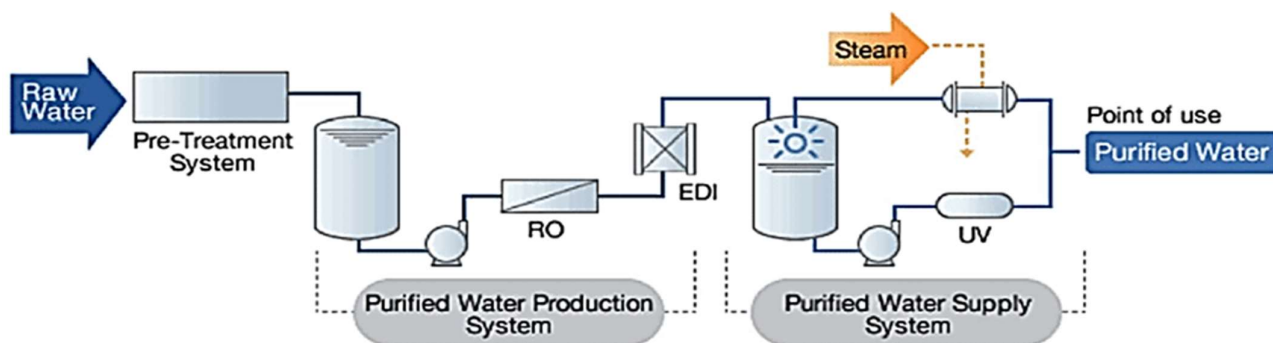 Raw
Water
Pre-Treatment
System
RO
EDI
Purified Water Production
System
Steam
UV
Point of use
Purified Water
Purified Water Supply
System